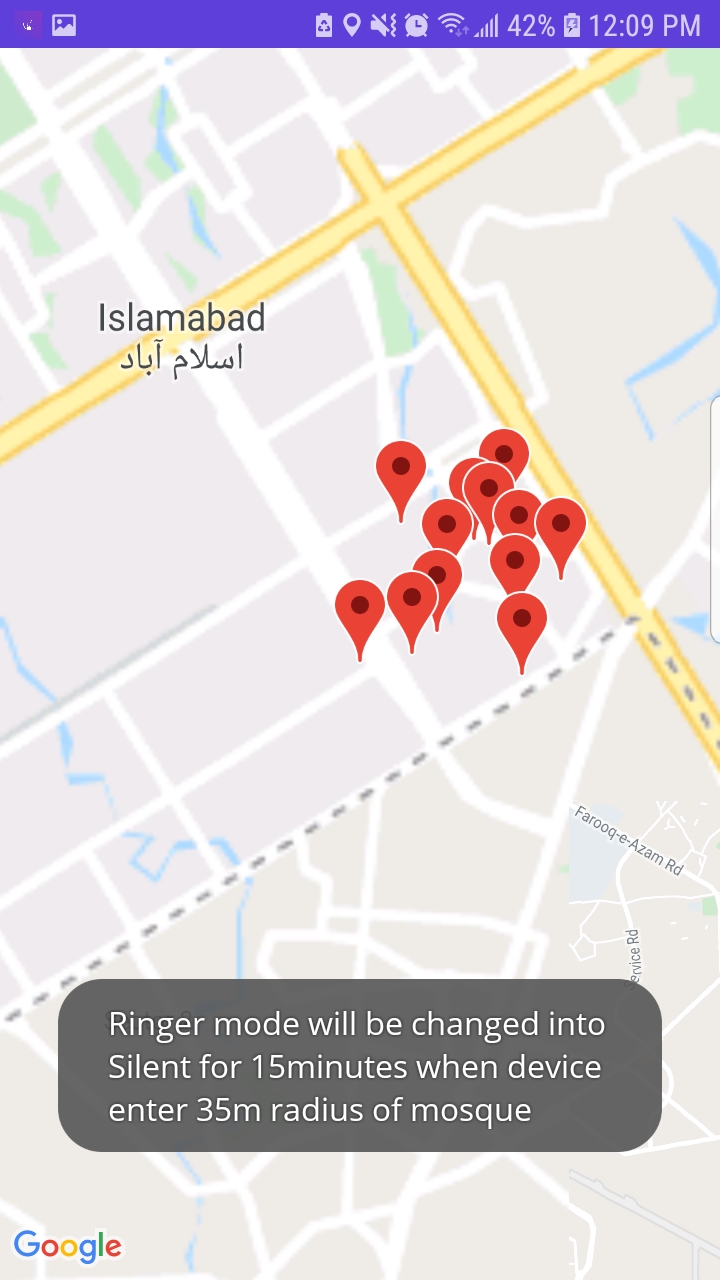 42% 12:09 PM
Islamabad
اسلام آباد
Farooq-e-Azam Rd
Service Rd
Ringer mode will be changed into
Silent for 15minutes when device
enter 35m radius of mosque
Google